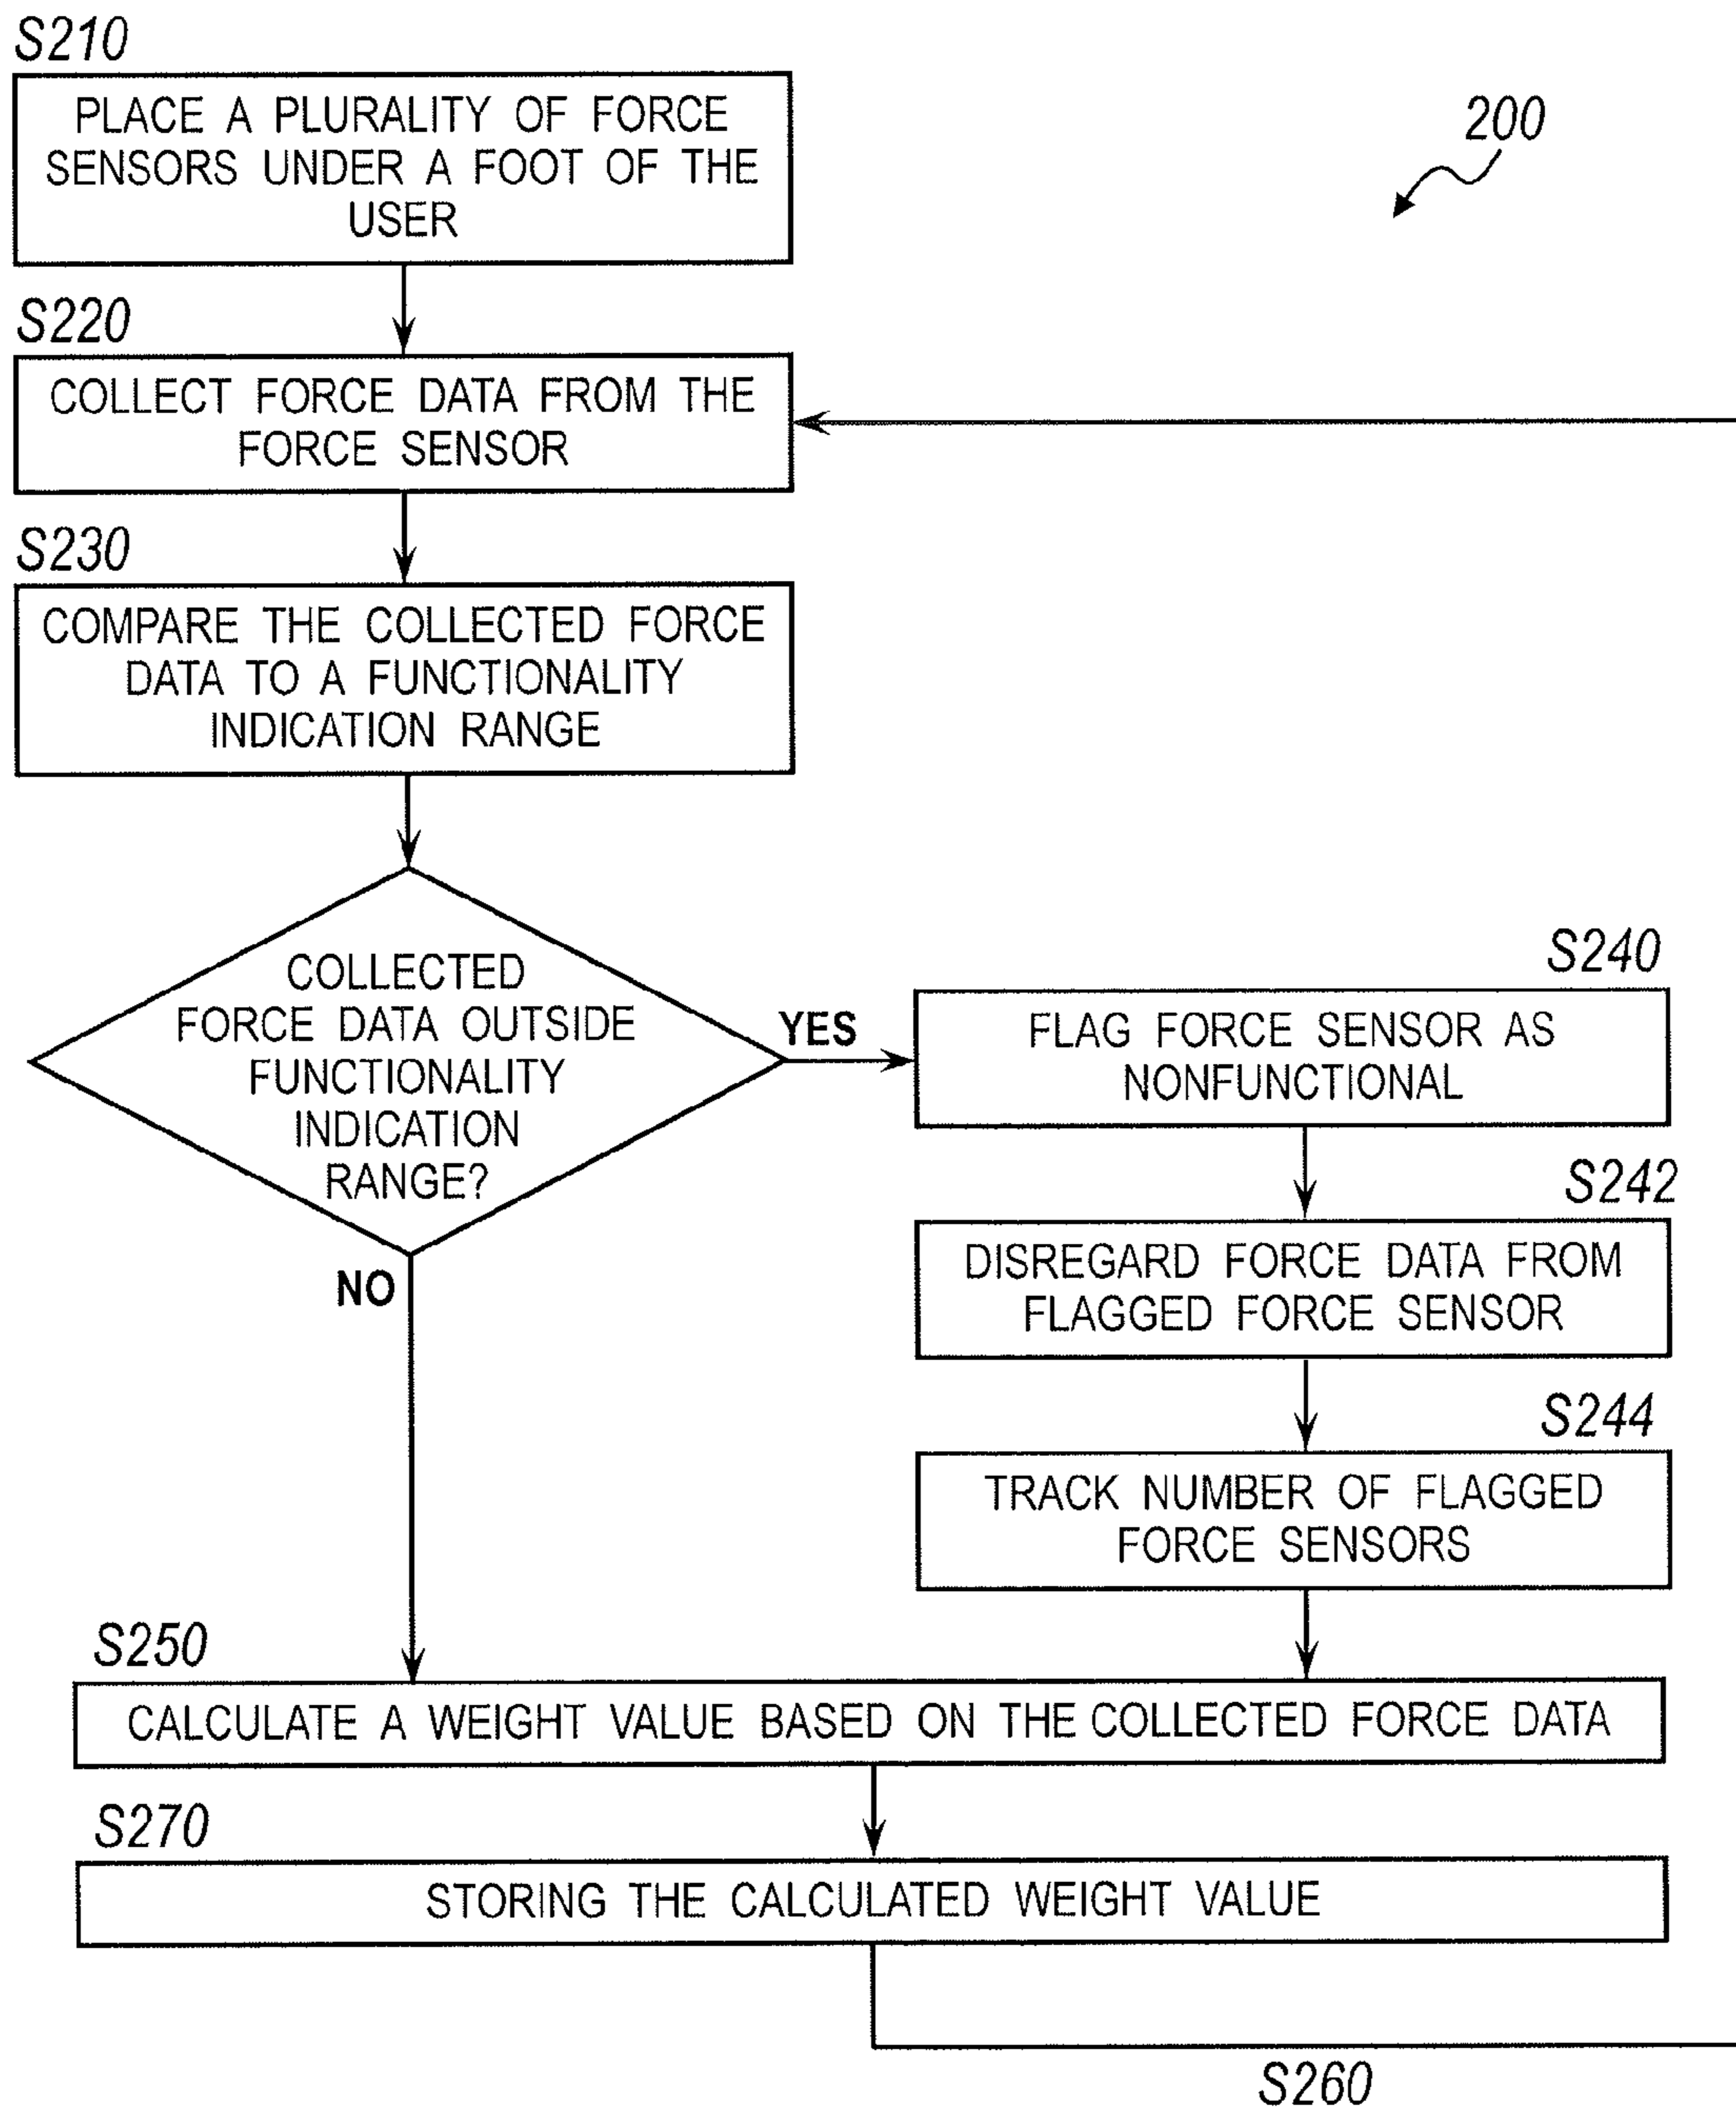 S210
PLACE A PLURALITY OF FORCE
SENSORS UNDER A FOOT OF THE
USER
200
S220
COLLECT FORCE DATA FROM THE
FORCE SENSOR
S230
COMPARE THE COLLECTED FORCE
DATA TO A FUNCTIONALITY
INDICATION RANGE
COLLECTED
FORCE DATA OUTSIDE
FUNCTIONALITY
INDICATION
RANGE?
YES
NO
S240
FLAG FORCE SENSOR AS
NONFUNCTIONAL
S242
DISREGARD FORCE DATA FROM
FLAGGED FORCE SENSOR
S244
TRACK NUMBER OF FLAGGED
FORCE SENSORS
S250
CALCULATE A WEIGHT VALUE BASED ON THE COLLECTED FORCE DATA
S270
STORING THE CALCULATED WEIGHT VALUE
S260